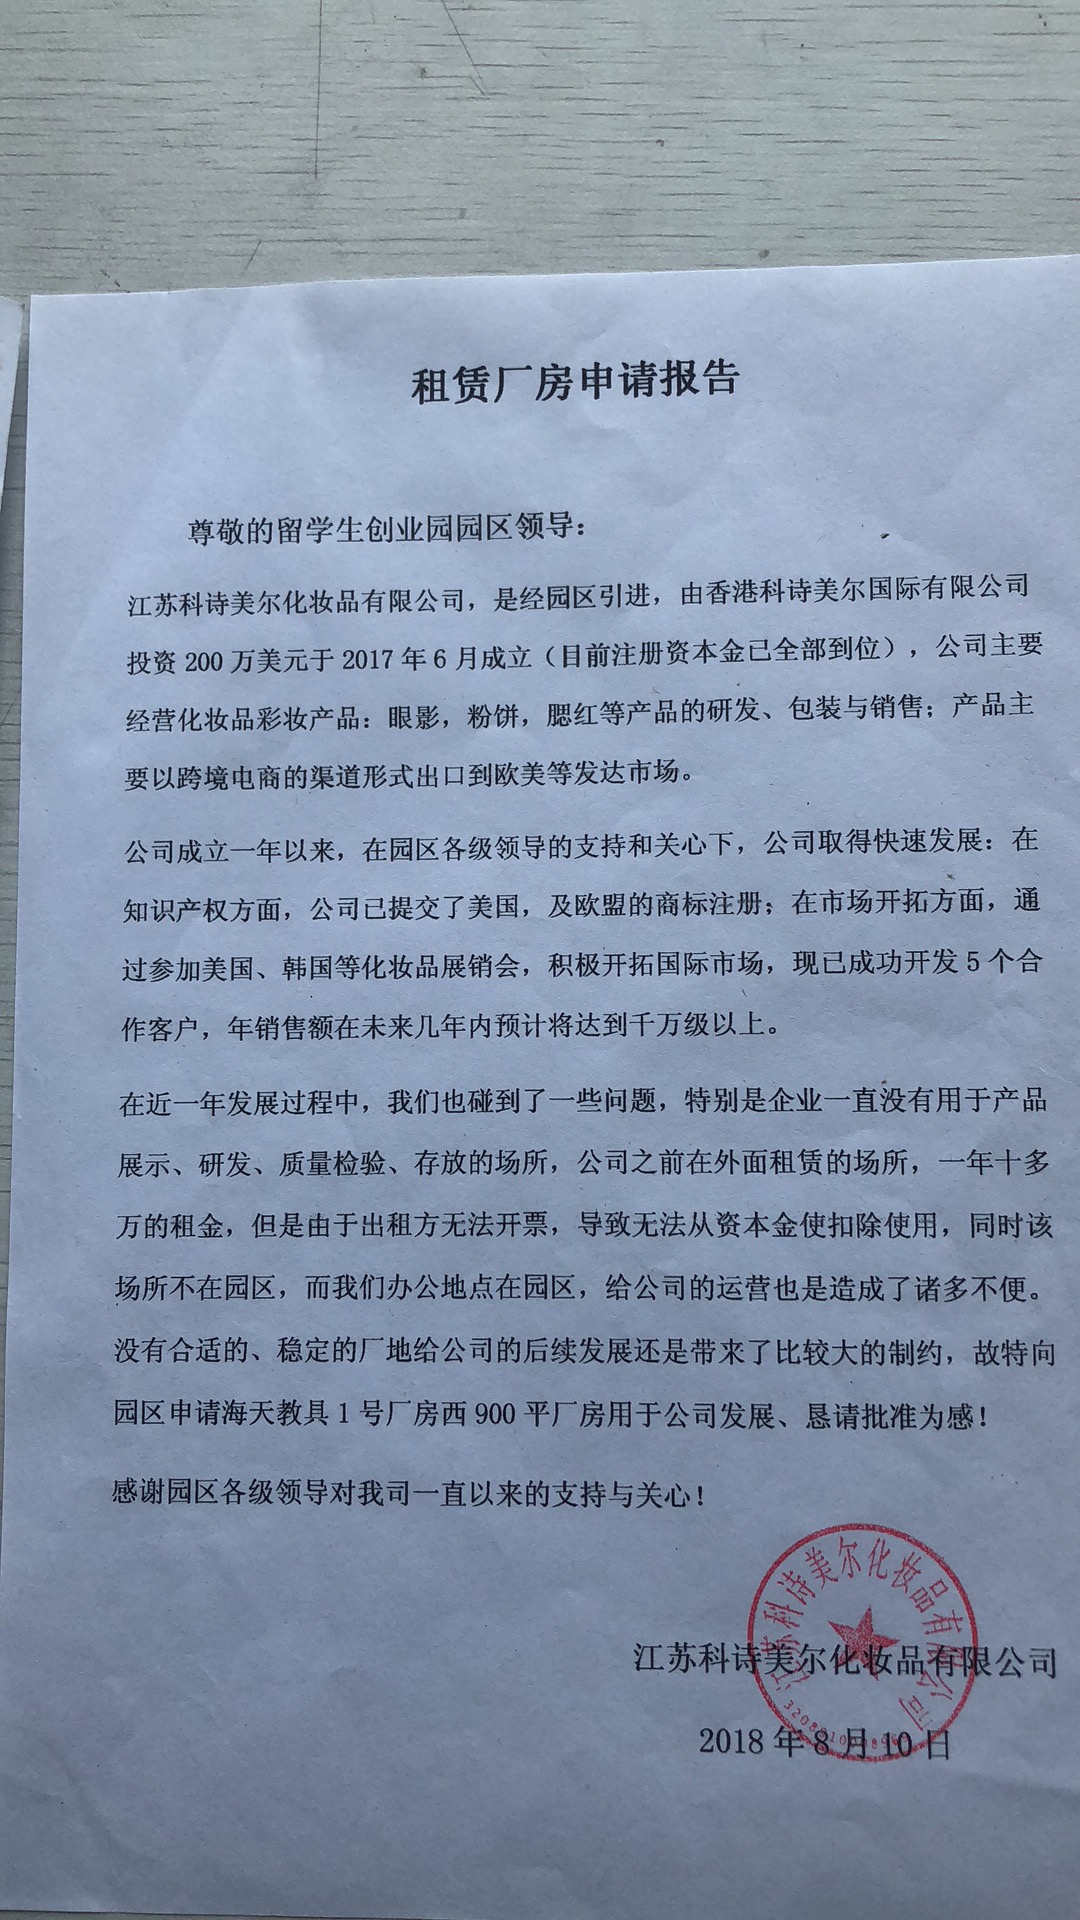 租赁厂房申请报告
尊敬的留学生创业园园区领导：
江苏科诗美尔化妆品有限公司，是经园区引进，由香港科诗美尔国际有限公司
投资 200 万美元于 2017 年 6 月成立（目前注册资本金已全部到位），公司主要
经营化妆品彩妆产品：眼影，粉饼，腮红等产品的研发、包装与销售；产品主
要以跨境电商的渠道形式出口到欧美等发达市场。
公司成立一年以来，在园区各级领导的支持和关心下，公司取得快速发展：在
知识产权方面，公司已提交了美国，及欧盟的商标注册；在市场开拓方面，通
过参加美国、韩国等化妆品展销会，积极开拓国际市场，现已成功开发 5 个合
作客户，年销售额在未来几年内预计将达到千万级以上。
在近一年发展过程中，我们也碰到了一些问题，特别是企业一直没有用于产品
展示、研发、质量检验、存放的场所，公司之前在外面租赁的场所，一年十多
万的租金，但是由于出租方无法开票，导致无法从资本金使扣除使用，同时该
场所不在园区，而我们办公地点在园区，给公司的运营也是造成了诸多不便。
没有合适的、稳定的厂地给公司的后续发展还是带来了比较大的制约，故特向
园区申请海天教具 1 号厂房西 900 平厂房用于公司发展、恳请批准为感！
感谢园区各级领导对我司一直以来的支持与关心！
江苏科诗美尔化妆品有限公司
江苏科诗美尔化妆品有限公司
2018 年 8 月 10 日